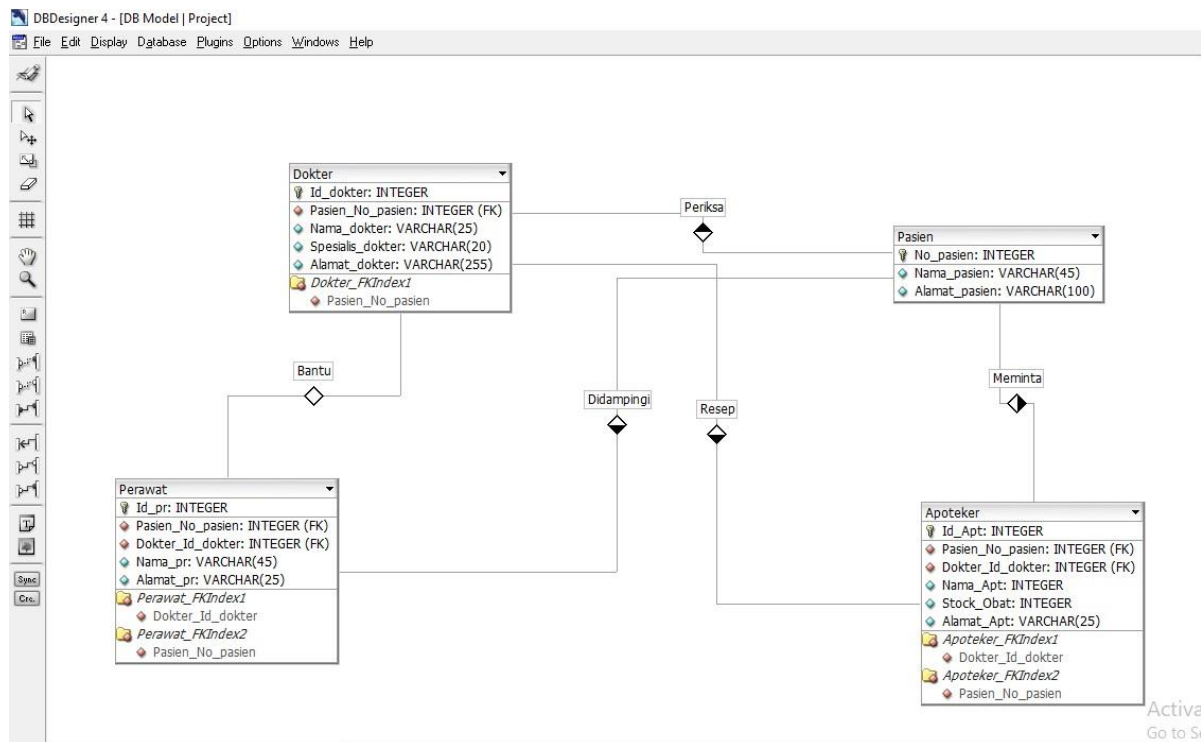 DBDesigner 4 - [DB Model | Project]
File Edit Display Database Plugins Options Windows Help
Dokter
Id_dokter: INTEGER
Pasien_No_pasien: INTEGER (FK)
Nama_dokter: VARCHAR(25)
Spesialis_dokter: VARCHAR(20)
Alamat_dokter: VARCHAR(255)
Dokter_FKIndex1
Pasien_No_pasien
Periksa
Pasien
No_pasien: INTEGER
Nama_pasien: VARCHAR(45)
Alamat_pasien: VARCHAR(100)
Bantu
Didampingi
Resep
Meminta
Perawat
Id_pr: INTEGER
Pasien_No_pasien: INTEGER (FK)
Dokter_Id_dokter: INTEGER (FK)
Nama_pr: VARCHAR(45)
Alamat_pr: VARCHAR(25)
Perawat_FKIndex1
Dokter_Id_dokter
Perawat_FKIndex2
Pasien_No_pasien
Apoteker
Id_Apt: INTEGER
Pasien_No_pasien: INTEGER (FK)
Dokter_Id_dokter: INTEGER (FK)
Nama_Apt: INTEGER
Stock_Obat: INTEGER
Alamat_Apt: VARCHAR(25)
Apoteker_FKIndex1
Dokter_Id_dokter
Apoteker_FKIndex2
Pasien_No_pasien
Sync
Activa
Go to S